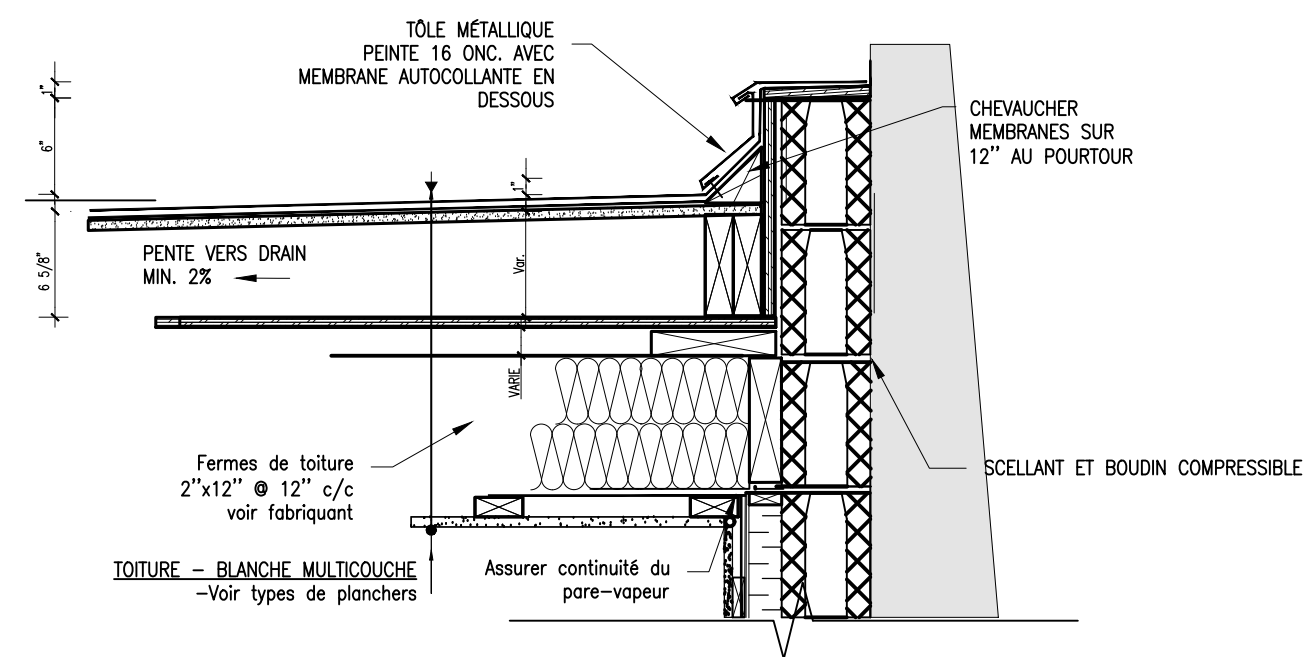 TÔLE MÉTALLIQUE
PEINTE 16 ONC. AVEC
MEMBRANE AUTOCOLLANTE EN
DESSOUS
CHEVAUCHER
MEMBRANES SUR
12" AU POURTOUR
1"
6"
6 5/8"
1"
Var.
VARIE
PENTE VERS DRAIN
MIN. 2%
Fermes de toiture
2"x12" @ 12" c/c
voir fabriquant
SCELLANT ET BOUDIN COMPRESSIBLE
TOITURE – BLANCHE MULTICOUCHE
-Voir types de planchers
Assurer continuité du
pare-vapeur